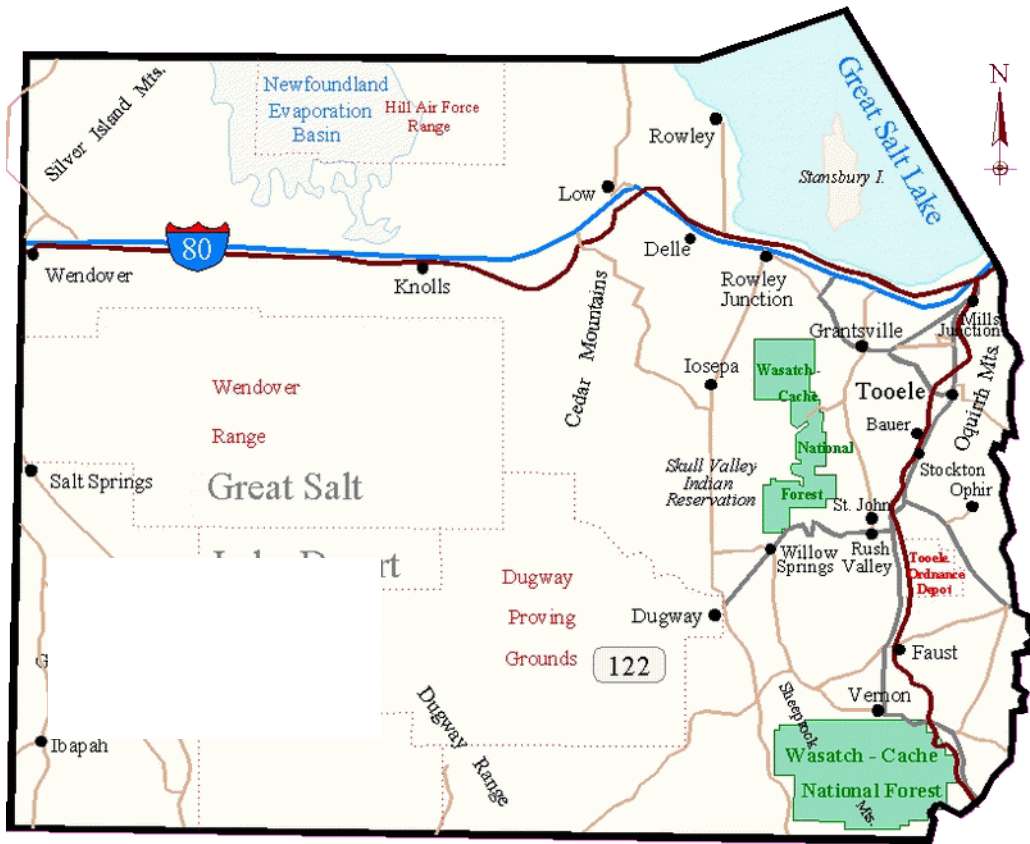 N
Great Salt Lake
Silver Island Mts.
Newfoundland
Evaporation
Basin
Hill Air Force
Range
Rowley
Stansbury I.
Low
80
Wendover
Knolls
Delle
Rowley
Junction
Mills
Junction
Grantsville
Cedar Mountains
Iosepa
Wasatch -
Cache
National
Forest
Tooele
Oquirrh Mts.
Bauer
Stockton
Ophir
Wendover
Range
Salt Springs
Great Salt
Skull Valley
Indian
Reservation
St. John
Rush
Valley
Willow
Springs
Tooele
Ordnance
Depot
Dugway
Proving
Grounds
Dugway
122
Faust
Vernon
Ibapah
Dugway Range
Sheeprock
Mts.
Wasatch - Cache
National Forest